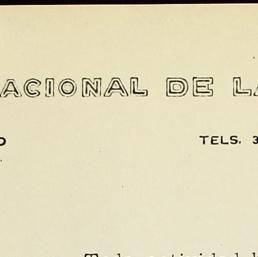 ACIONAL DE LA
O TELS. 3